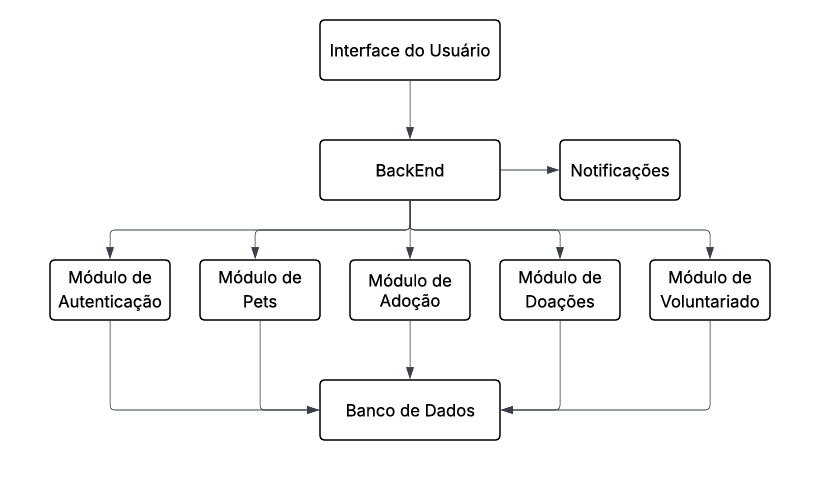 Interface do Usuário
BackEnd
Notificações
Módulo de
Autenticação
Módulo de
Pets
Módulo de
Adoção
Módulo de
Doações
Módulo de
Voluntariado
Banco de Dados